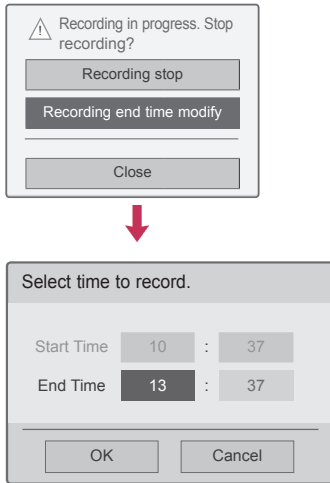 Recording in progress. Stop
recording?
Recording stop
Recording end time modify
Close
Select time to record.
Start Time 10 : 37
End Time 13 : 37
OK Cancel